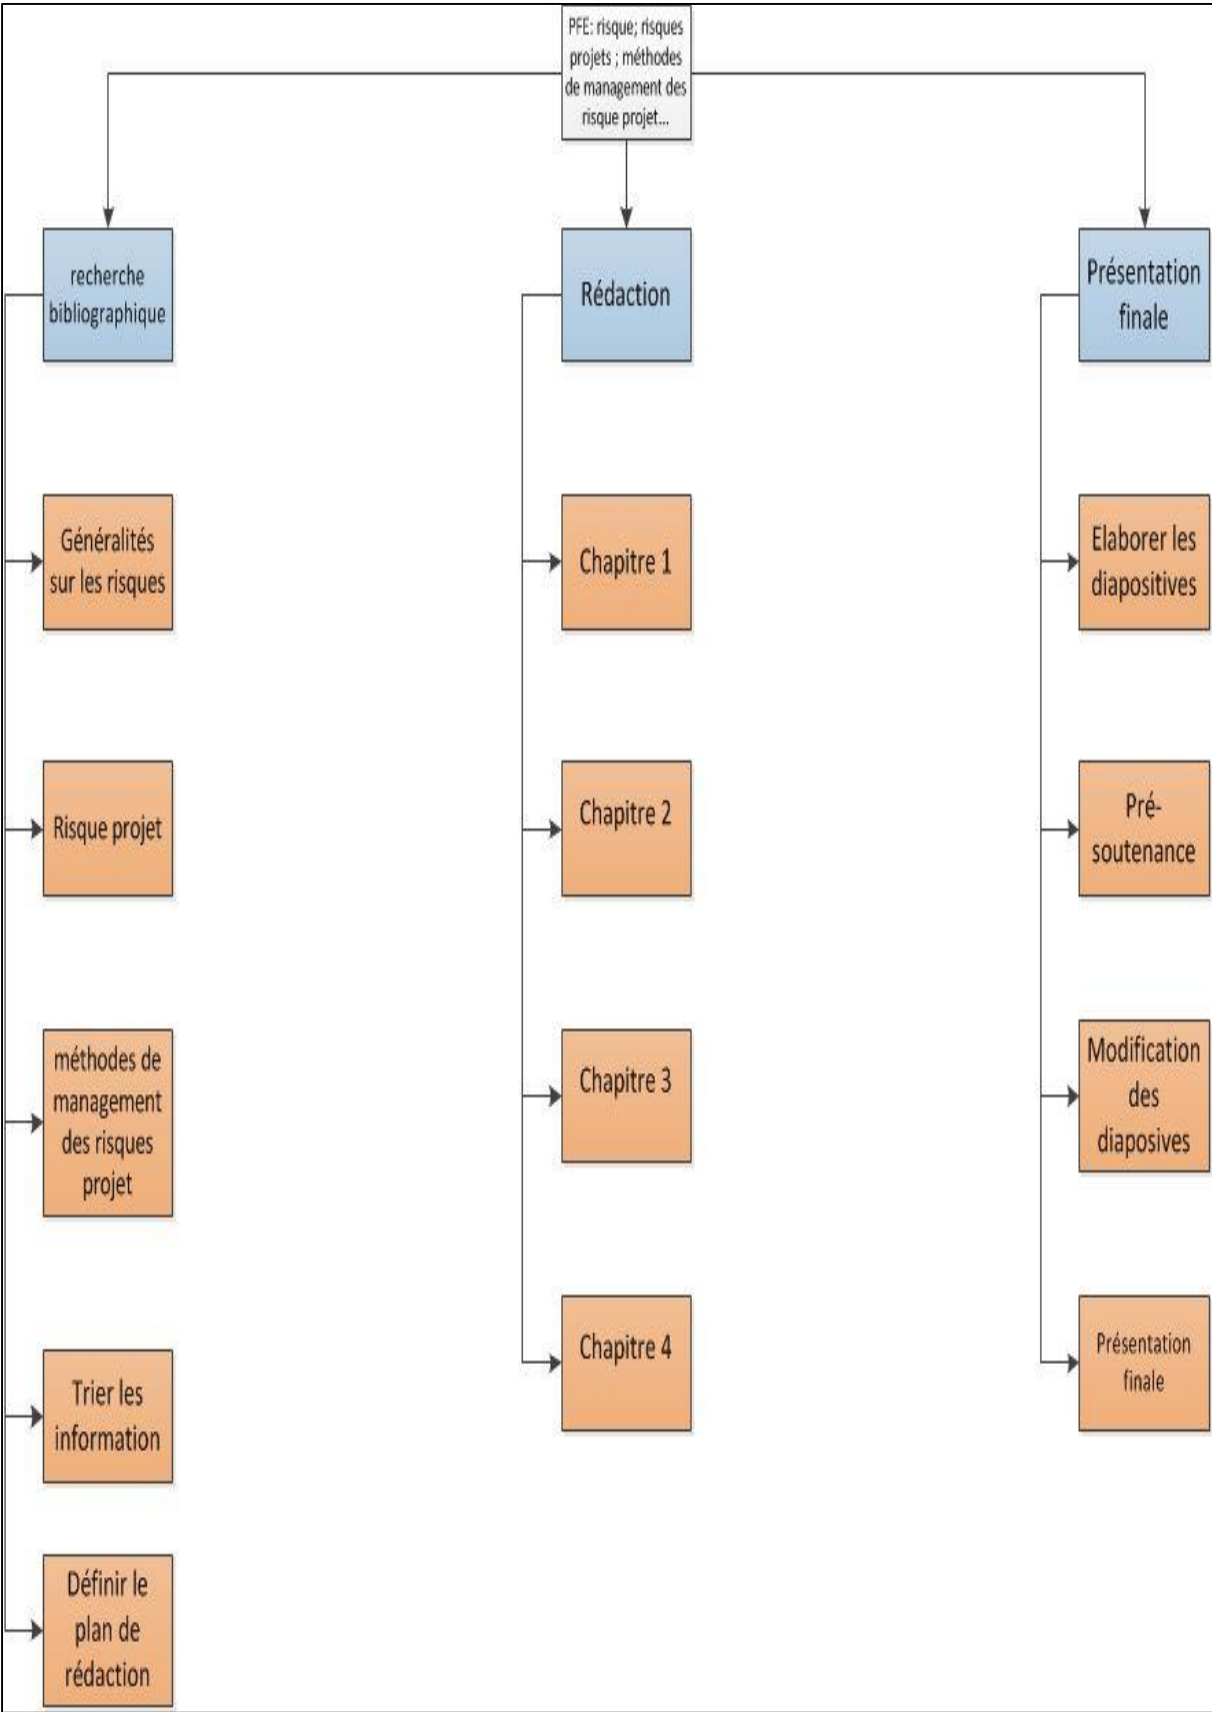 PFE: risque; risques
projets ; méthodes
de management des
risque projet...
recherche
bibliographique
Rédaction
Présentation
finale
Généralités
sur les risques
Chapitre 1
Elaborer les
diapositives
Risque projet
Chapitre 2
Pré-
soutenance
méthodes de
management
des risques
projet
Chapitre 3
Modification
des
diaposives
Trier les
information
Chapitre 4
Présentation
finale
Définir le
plan de
rédaction